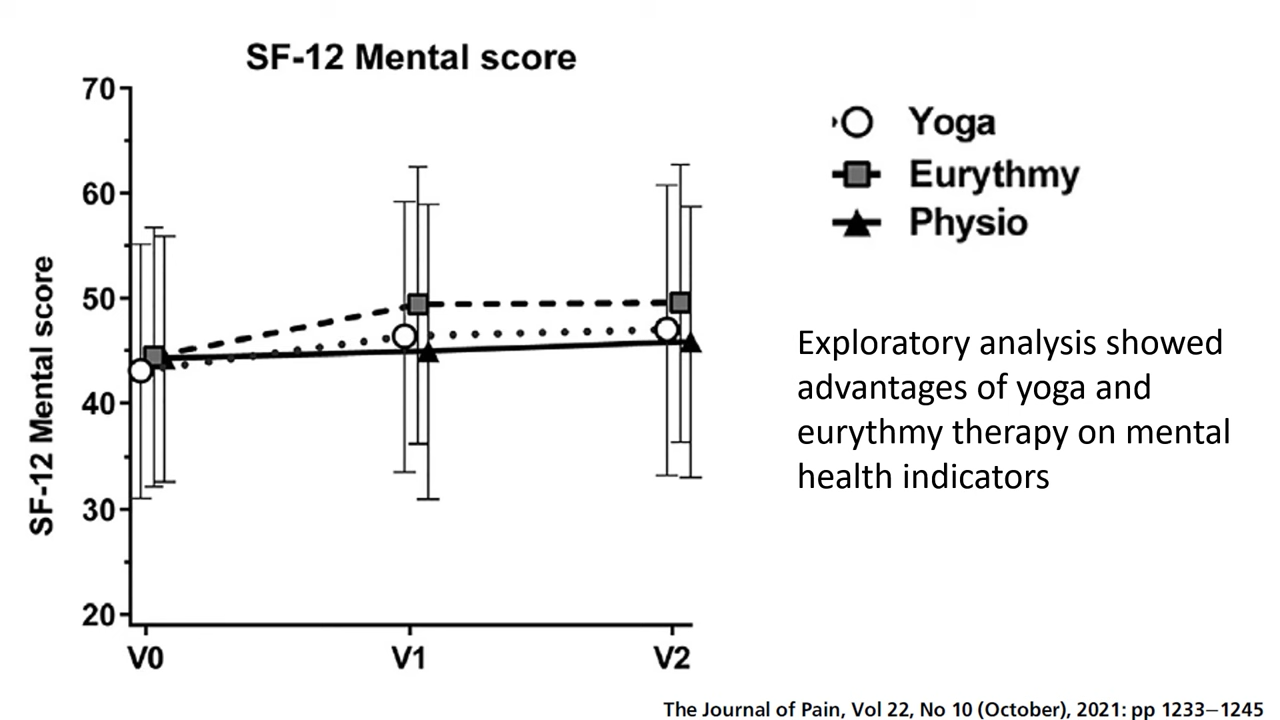 SF-12 Mental score
70
60
50
40
30
20
SF-12 Mental score
V0 V1 V2
Yoga
Eurythmy
Physio
Exploratory analysis showed
advantages of yoga and
eurythmy therapy on mental
health indicators
The Journal of Pain, Vol 22, No 10 (October), 2021: pp 1233−1245